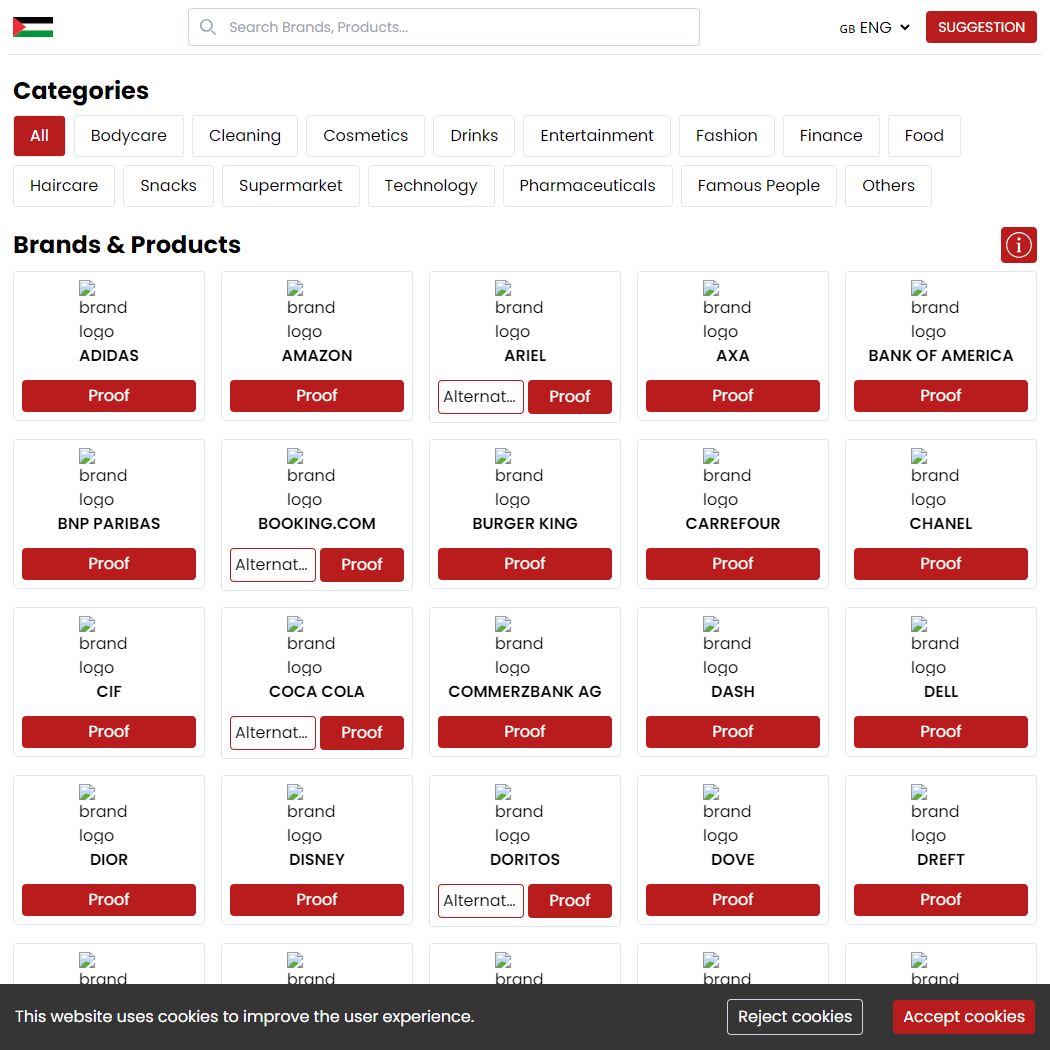 Search Brands, Products...
GB ENG
SUGGESTION
Categories
All
Bodycare
Cleaning
Cosmetics
Drinks
Entertainment
Fashion
Finance
Food
Haircare
Snacks
Supermarket
Technology
Pharmaceuticals
Famous People
Others
Brands & Products
brand
logo
ADIDAS
Proof
brand
logo
AMAZON
Proof
brand
logo
ARIEL
Alternat...
Proof
brand
logo
AXA
Proof
brand
logo
BANK OF AMERICA
Proof
brand
logo
BNP PARIBAS
Proof
brand
logo
BOOKING.COM
Alternat...
Proof
brand
logo
BURGER KING
Proof
brand
logo
CARREFOUR
Proof
brand
logo
CHANEL
Proof
brand
logo
CIF
Proof
brand
logo
COCA COLA
Alternat...
Proof
brand
logo
COMMERZBANK AG
Proof
brand
logo
DASH
Proof
brand
logo
DELL
Proof
brand
logo
DIOR
Proof
brand
logo
DISNEY
Proof
brand
logo
DORITOS
Alternat...
Proof
brand
logo
DOVE
Proof
brand
logo
DREFT
Proof
brand
brand
brand
brand
brand
This website uses cookies to improve the user experience.
Reject cookies
Accept cookies